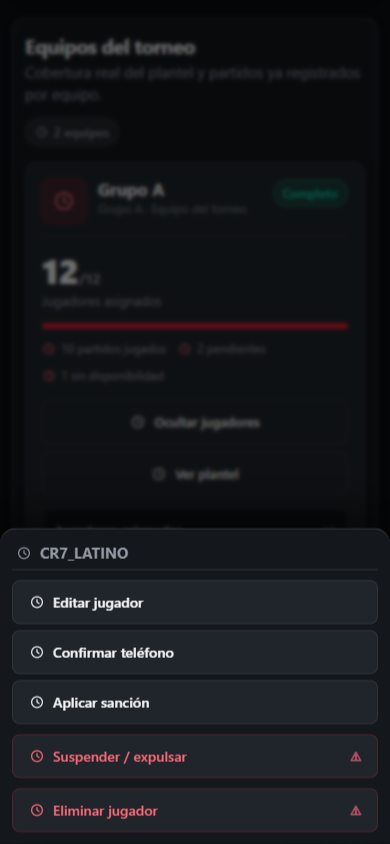 Equipos del torneo
Cobertura real del plantel y partidos ya registrados
por equipo.
2 equipos
Grupo A
Completo
Grupo A · Equipo del torneo
12/12
Jugadores asignados
10 partidos jugados
2 pendientes
1 sin disponibilidad
Ocultar jugadores
Ver plantel
CR7_LATINO
Editar jugador
Confirmar teléfono
Aplicar sanción
Suspender / expulsar
Eliminar jugador